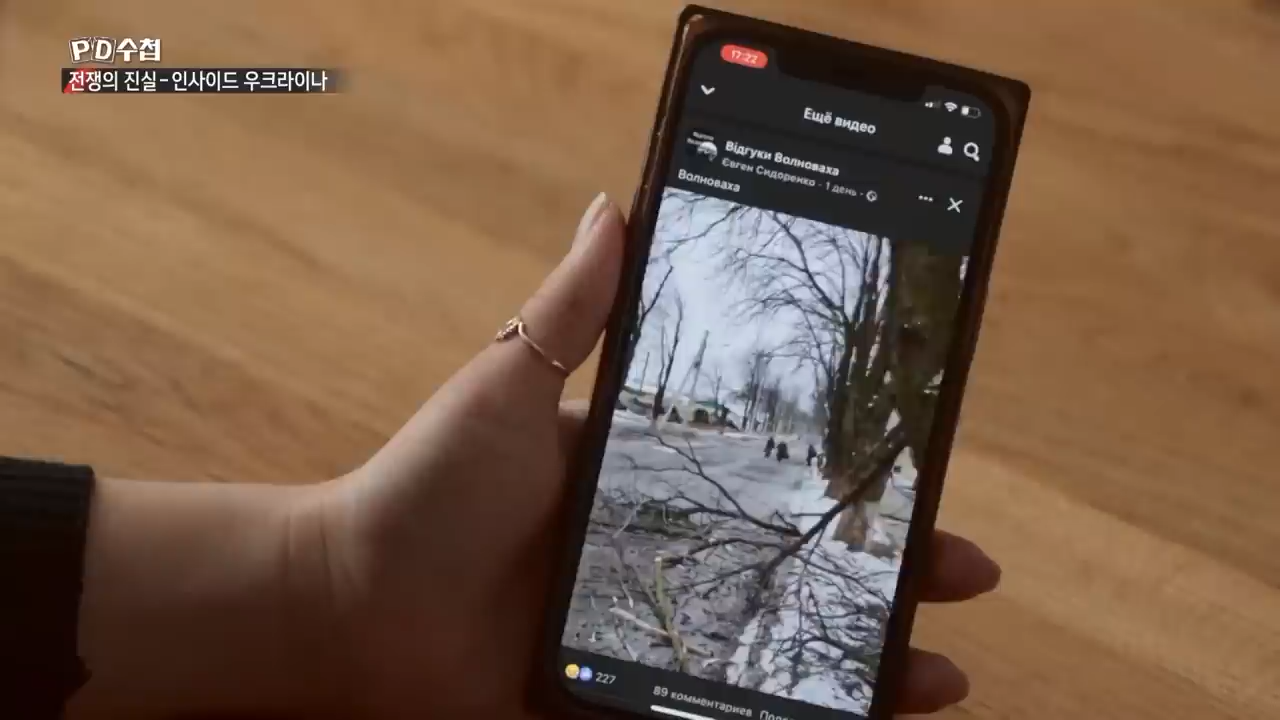 PD수첩
전쟁의 진실-인사이드 우크라이나
17:22
Ещё видео
Відгуки Волноваха
Євген Сидоренко · 1 день ·
Волноваха
227
89 комментариев